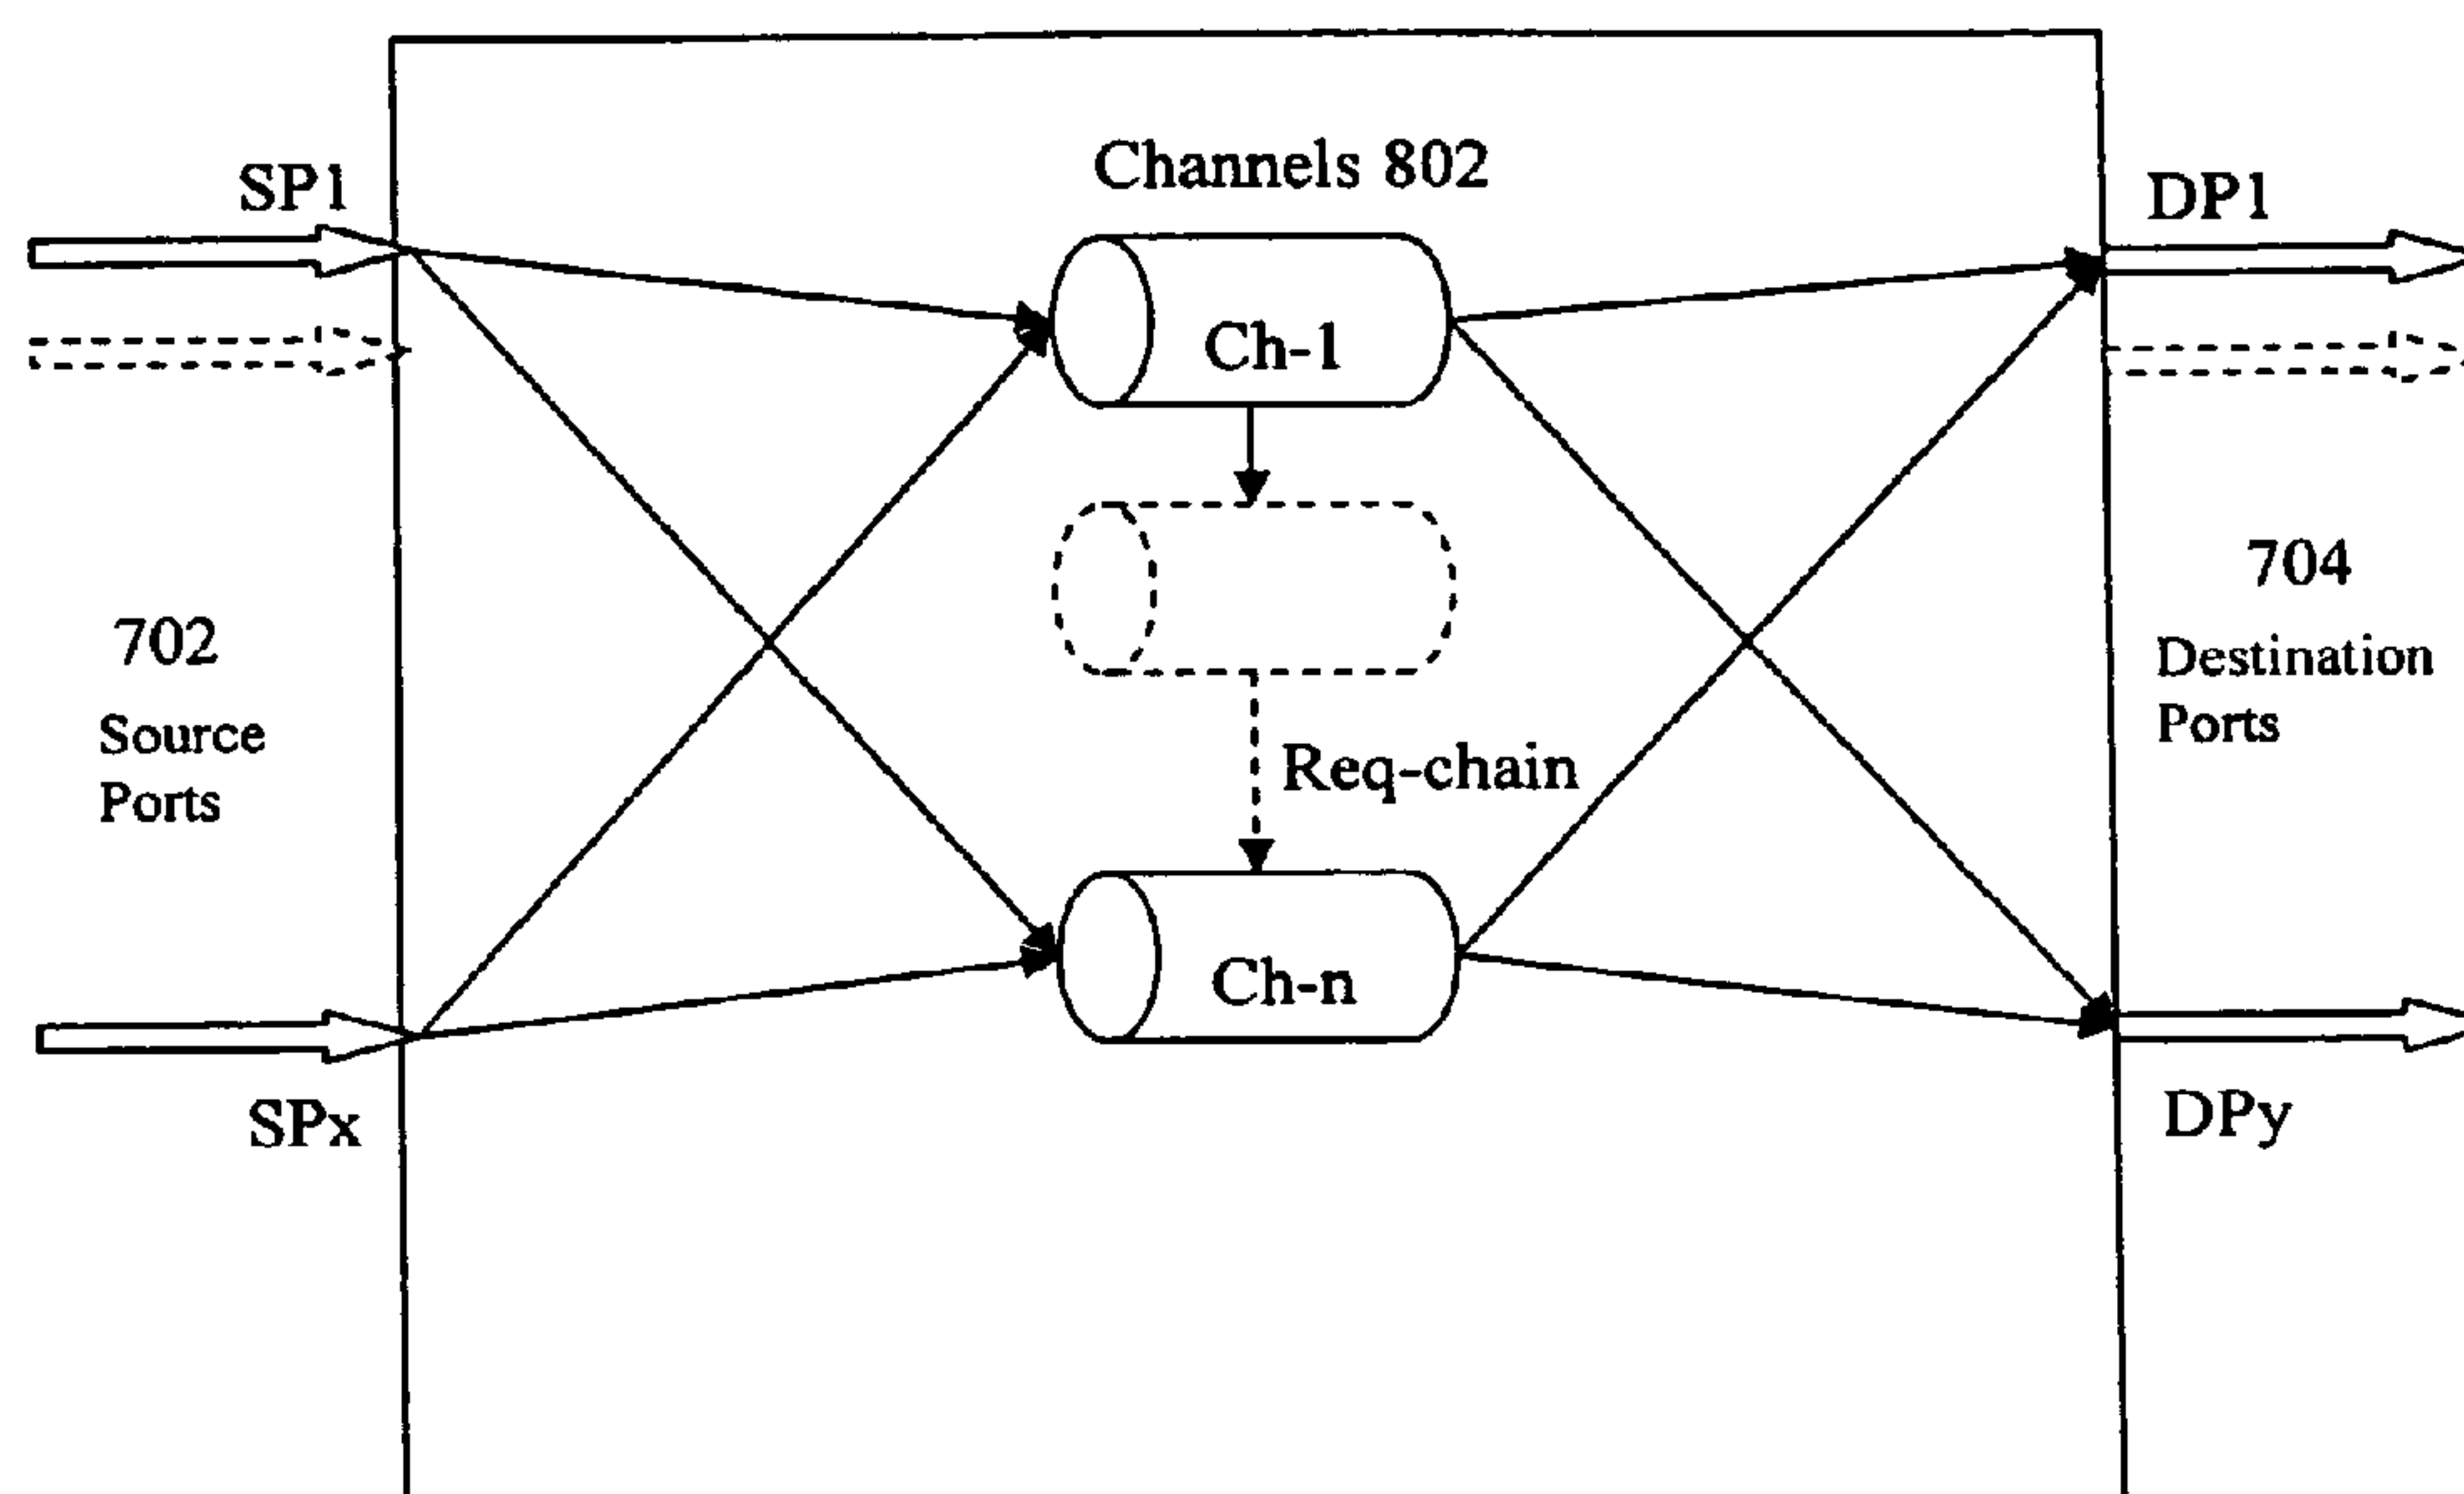 Channels 802
SP1
DP1
Ch-1
704
702
Destination
Ports
Source
Ports
Req-chain
Ch-n
SPx
DPy